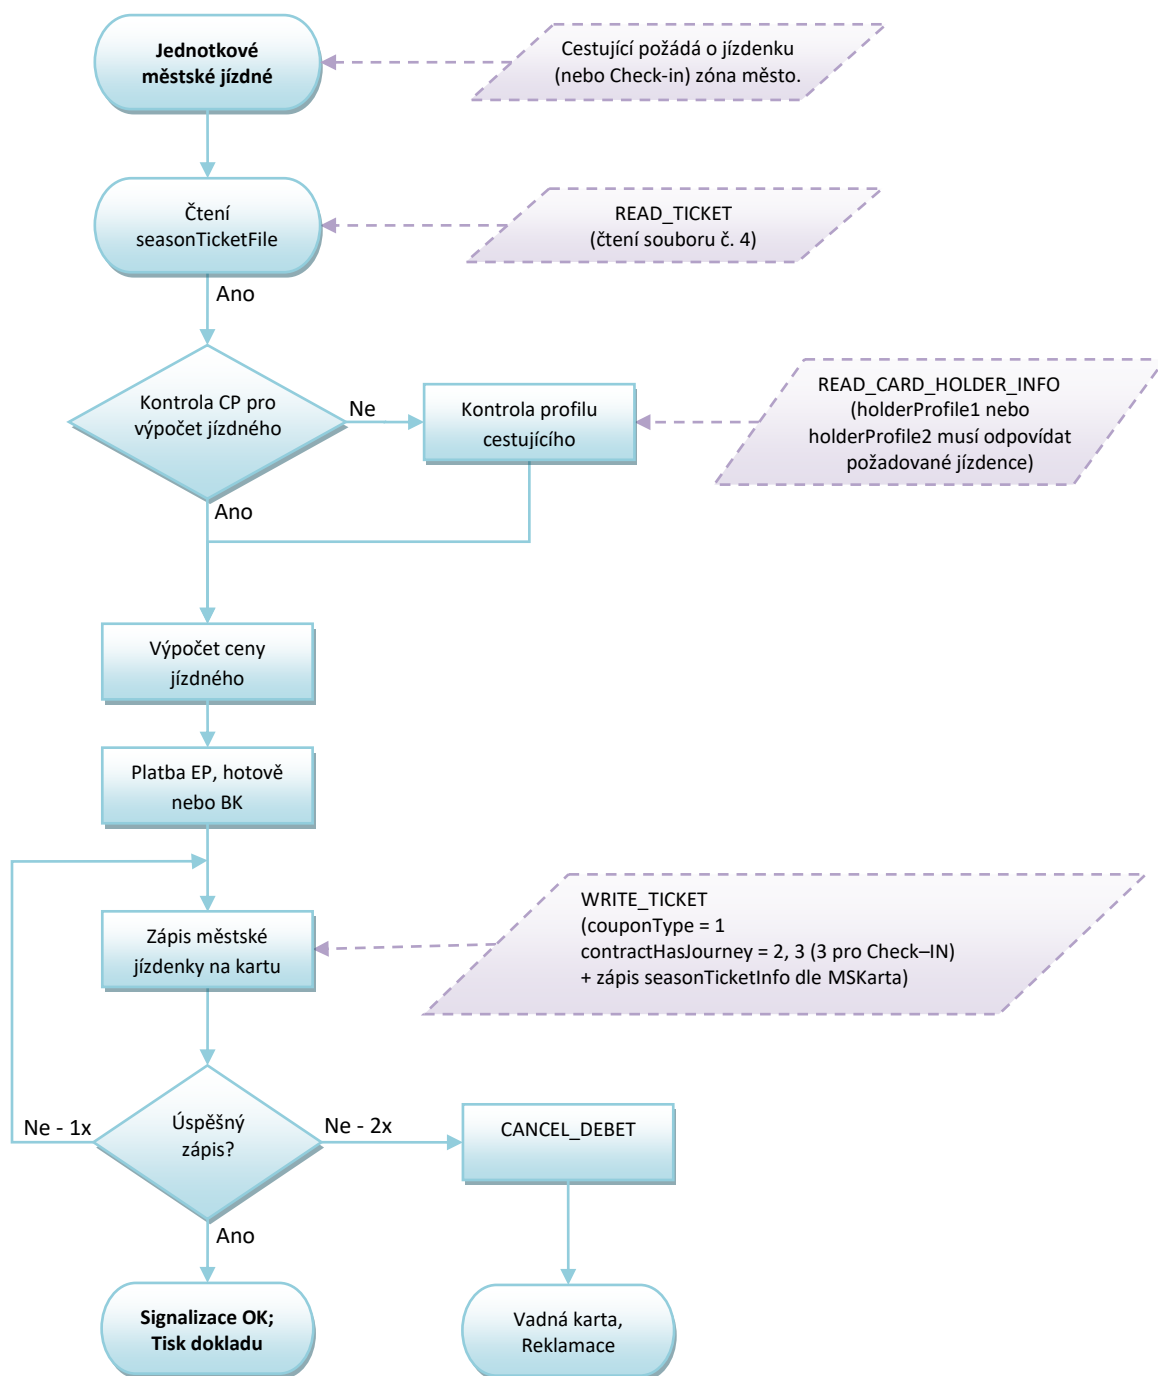 Jednotkové
městské jízdné
Cestující požádá o jízdenku
(nebo Check-in) zóna město.
Čtení
seasonTicketFile
READ_TICKET
(čtení souboru č. 4)
Ano
Kontrola CP pro
výpočet jízdného
Ne
Kontrola profilu
cestujícího
READ_CARD_HOLDER_INFO
(holderProfile1 nebo
holderProfile2 musí odpovídat
požadované jízdence)
Ano
Výpočet ceny
jízdného
Platba EP, hotově
nebo BK
Zápis městské
jízdenky na kartu
WRITE_TICKET
(couponType = 1
contractHasJourney = 2, 3 (3 pro Check–IN)
+ zápis seasonTicketInfo dle MSKarta)
Ne - 1x
Úspěšný
zápis?
Ne - 2x
CANCEL_DEBET
Ano
Signalizace OK;
Tisk dokladu
Vadná karta,
Reklamace